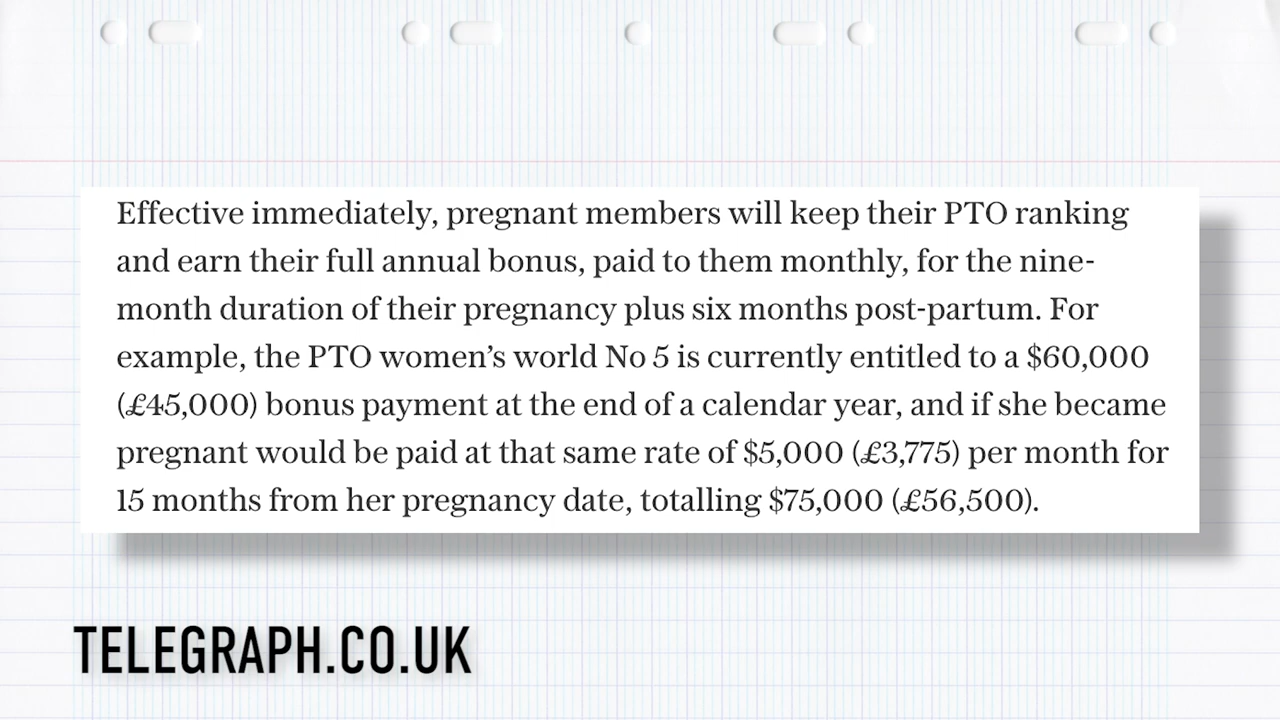 Effective immediately, pregnant members will keep their PTO ranking
and earn their full annual bonus, paid to them monthly, for the nine-
month duration of their pregnancy plus six months post-partum. For
example, the PTO women’s world No 5 is currently entitled to a $60,000
(£45,000) bonus payment at the end of a calendar year, and if she became
pregnant would be paid at that same rate of $5,000 (£3,775) per month for
15 months from her pregnancy date, totalling $75,000 (£56,500).
TELEGRAPH.CO.UK